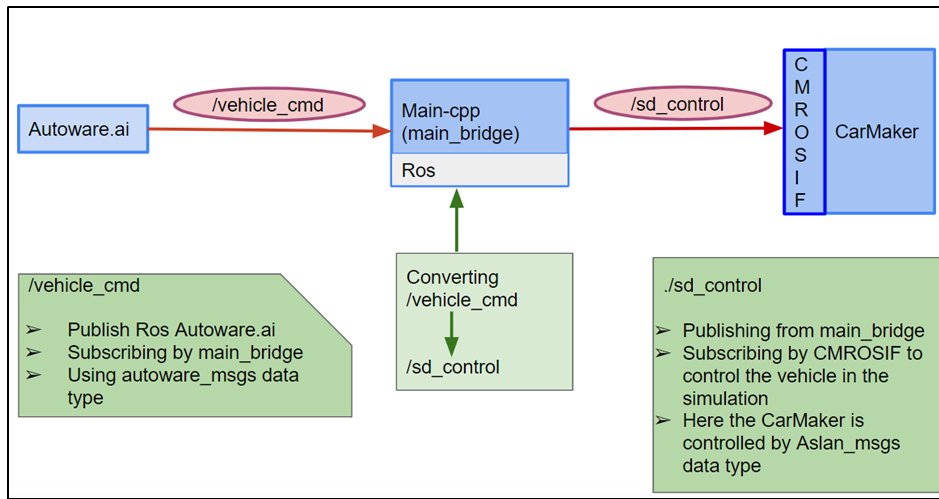 Autoware.ai
/vehicle_cmd
Main-cpp
(main_bridge)
Ros
/sd_control
C
M
R
O
S
I
F
CarMaker
/vehicle_cmd
➢ Publish Ros Autoware.ai
➢ Subscribing by main_bridge
➢ Using autoware_msgs data
type
Converting
/vehicle_cmd
/sd_control
./sd_control
➢ Publishing from main_bridge
➢ Subscribing by CMROSIF to
control the vehicle in the
simulation
➢ Here the CarMaker is
controlled by Aslan_msgs
data type